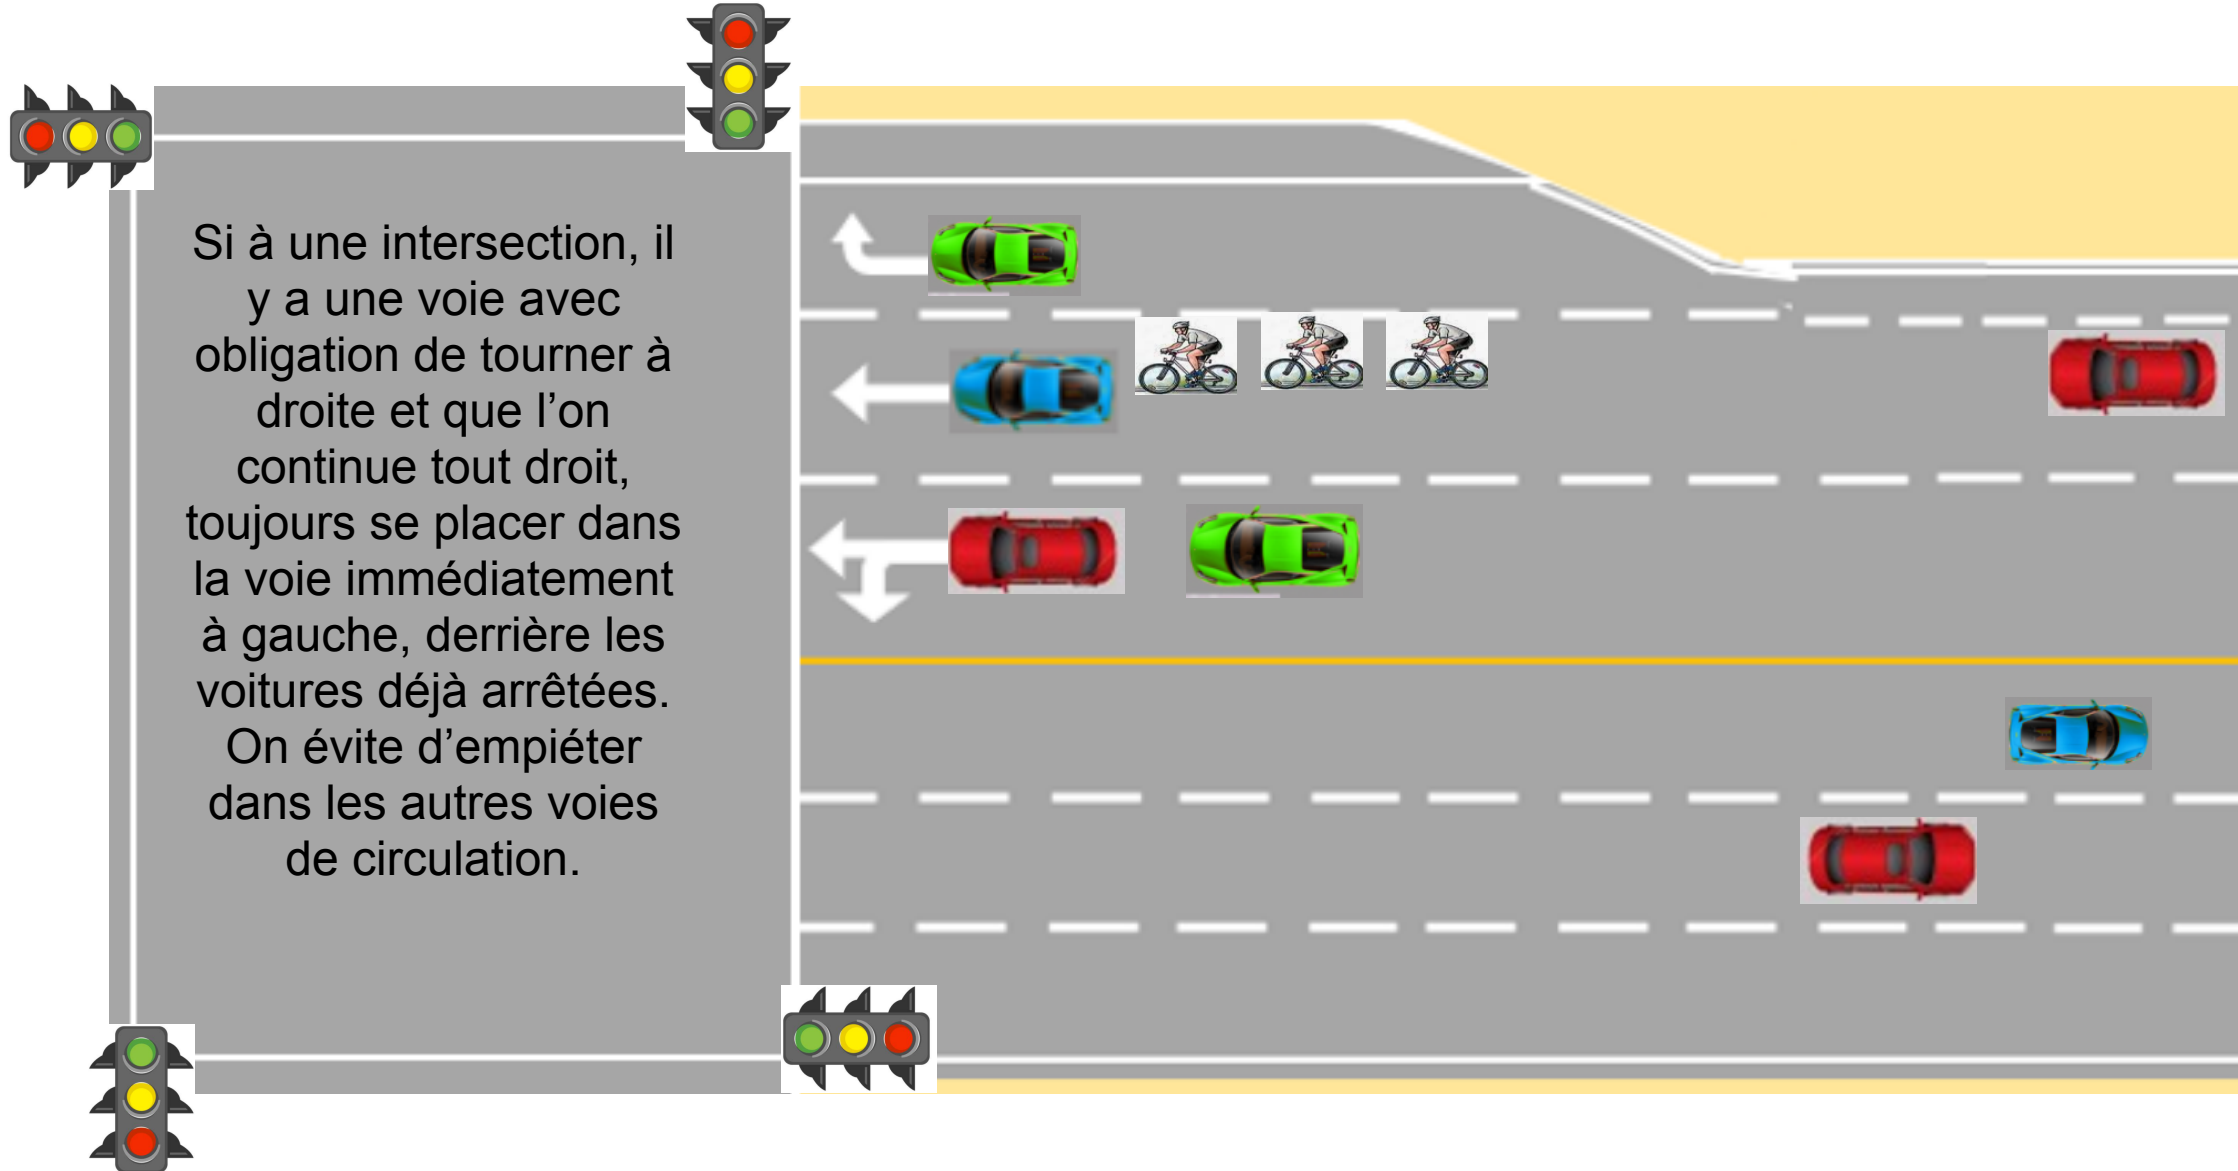 Si à une intersection, il
y a une voie avec
obligation de tourner à
droite et que l’on
continue tout droit,
toujours se placer dans
la voie immédiatement
à gauche, derrière les
voitures déjà arrêtées.
On évite d’empiéter
dans les autres voies
de circulation.